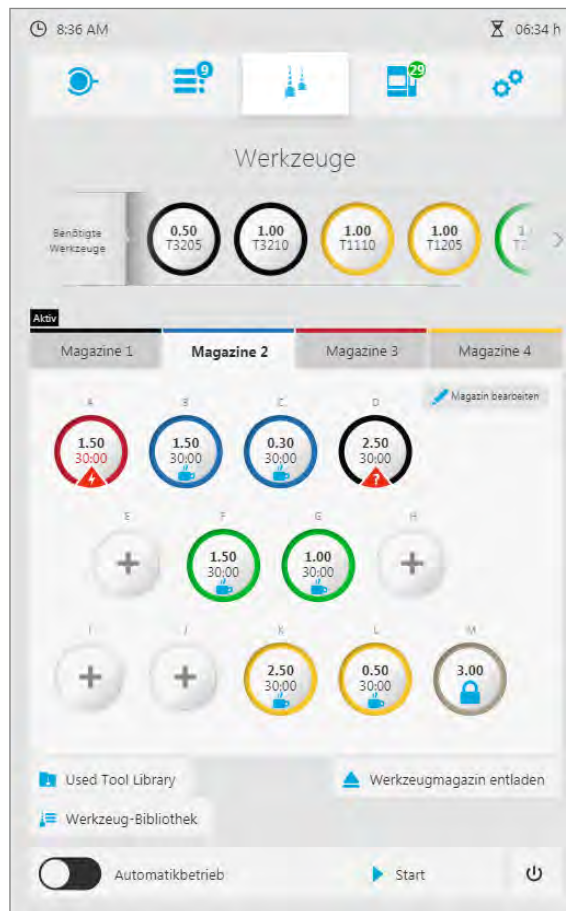 8:36 AM
06:34 h
9
29
Werkzeuge
Benötigte
Werkzeuge
0.50
T3205
1.00
T3210
1.00
T1110
1.00
T1205
Aktiv
Magazine 1
Magazine 2
Magazine 3
Magazine 4
Magazin bearbeiten
A
B
C
D
1.50
30:00
1.50
30:00
0.30
30:00
2.50
30:00
?
E
F
G
H
+
1.50
30:00
1.00
30:00
+
I
J
K
L
M
+
+
2.50
30:00
0.50
30:00
3.00
Used Tool Library
Werkzeugmagazin entladen
Werkzeug-Bibliothek
Automatikbetrieb
Start